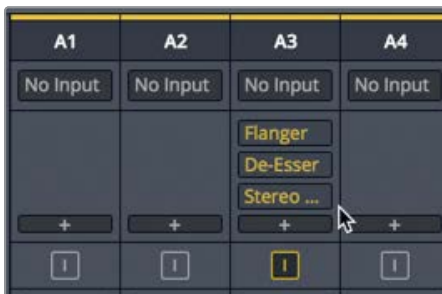 A1 A2 A3 A4
No Input No Input No Input No Input
Flanger
De-Esser
Stereo ...
+ + + +
I I I I